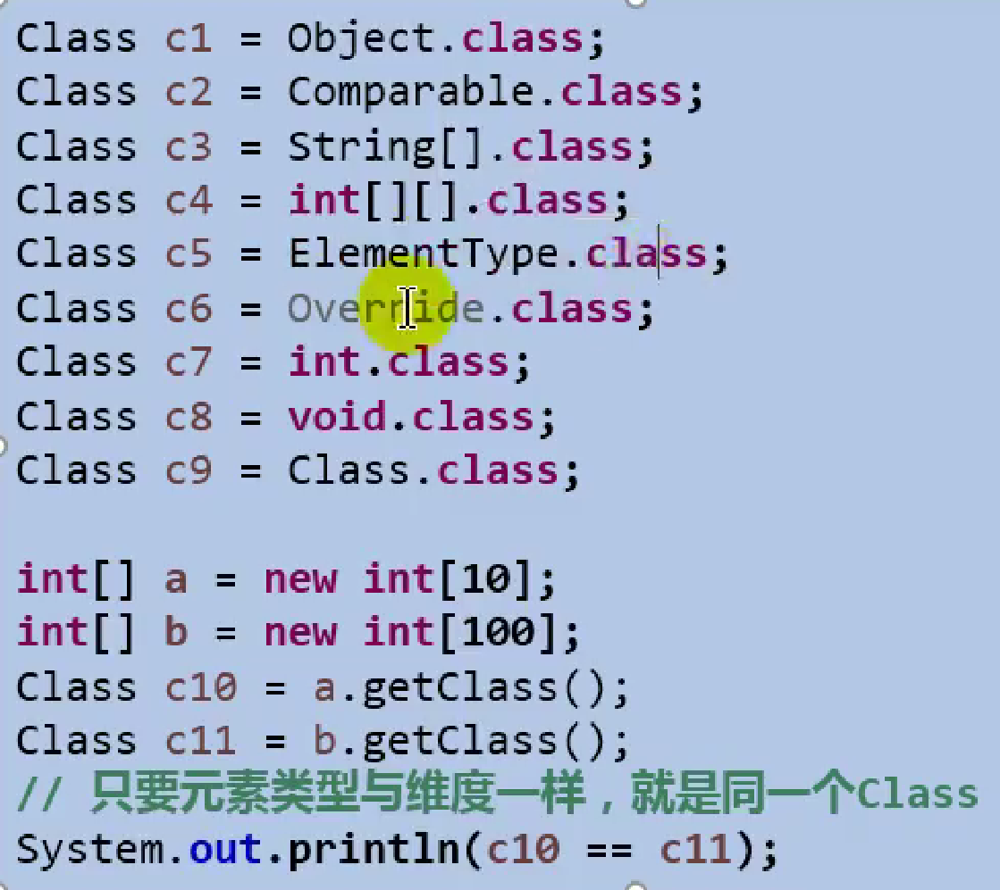 Class c1 = Object.class;
Class c2 = Comparable.class;
Class c3 = String[].class;
Class c4 = int[][].class;
Class c5 = ElementType.class;
Class c6 = Override.class;
Class c7 = int.class;
Class c8 = void.class;
Class c9 = Class.class;
int[] a = new int[10];
int[] b = new int[100];
Class c10 = a.getClass();
Class c11 = b.getClass();
// 只要元素类型与维度一样，就是同一个Class
System.out.println(c10 == c11);